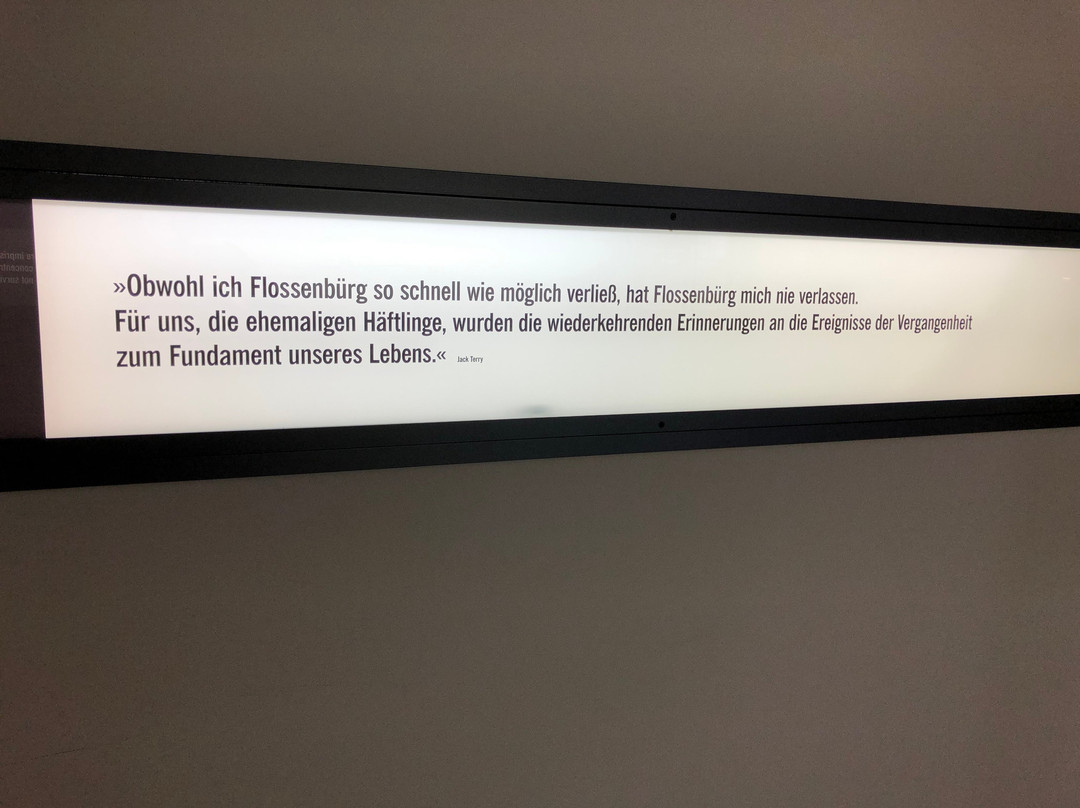 »Obwohl ich Flossenbürg so schnell wie möglich verließ, hat Flossenbürg mich nie verlassen.
Für uns, die ehemaligen Häftlinge, wurden die wiederkehrenden Erinnerungen an die Ereignisse der Vergangenheit
zum Fundament unseres Lebens.« Jack Terry